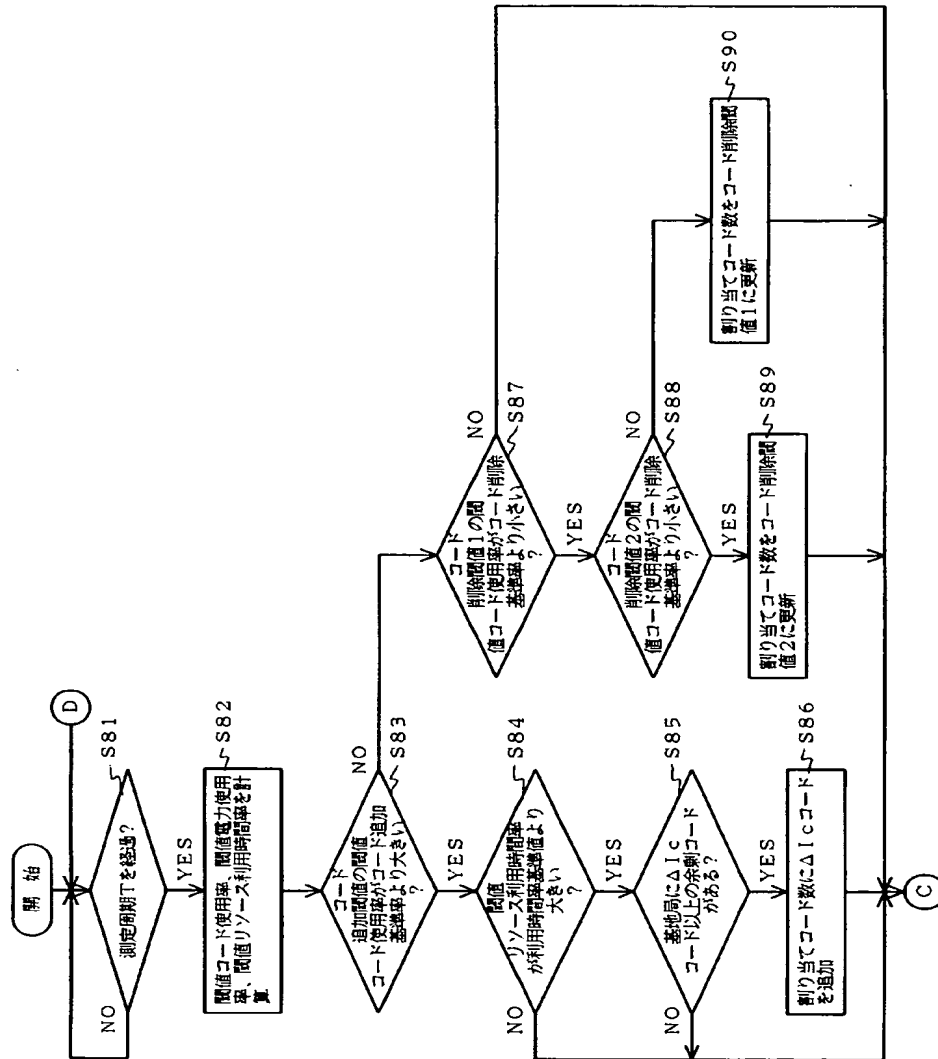 開始
D
測定周期Tを経過?
S81
NO
YES
閾値コード使用率、閾値電力使用
率、閾値リソース利用時間率を計
算
S82
コード
追加閾値の閾値
コード使用率がコード追加
基準率より大きい
?
S83
NO
YES
閾値
リソース利用時間率
が利用時間率基準値より
大きい
?
S84
NO
YES
基地局にΔIc
コード以上の余剰コード
がある?
S85
NO
YES
割り当てコード数にΔIcコード
を追加
S86
コード
削除閾値1の閾
値コード使用率がコード削除
基準率より小さい
?
S87
NO
YES
コード
削除閾値2の閾
値コード使用率がコード削除
基準率より小さい
?
S88
NO
YES
割り当てコード数をコード削除閾
値2に更新
S89
割り当てコード数をコード削除閾
値1に更新
S90
C